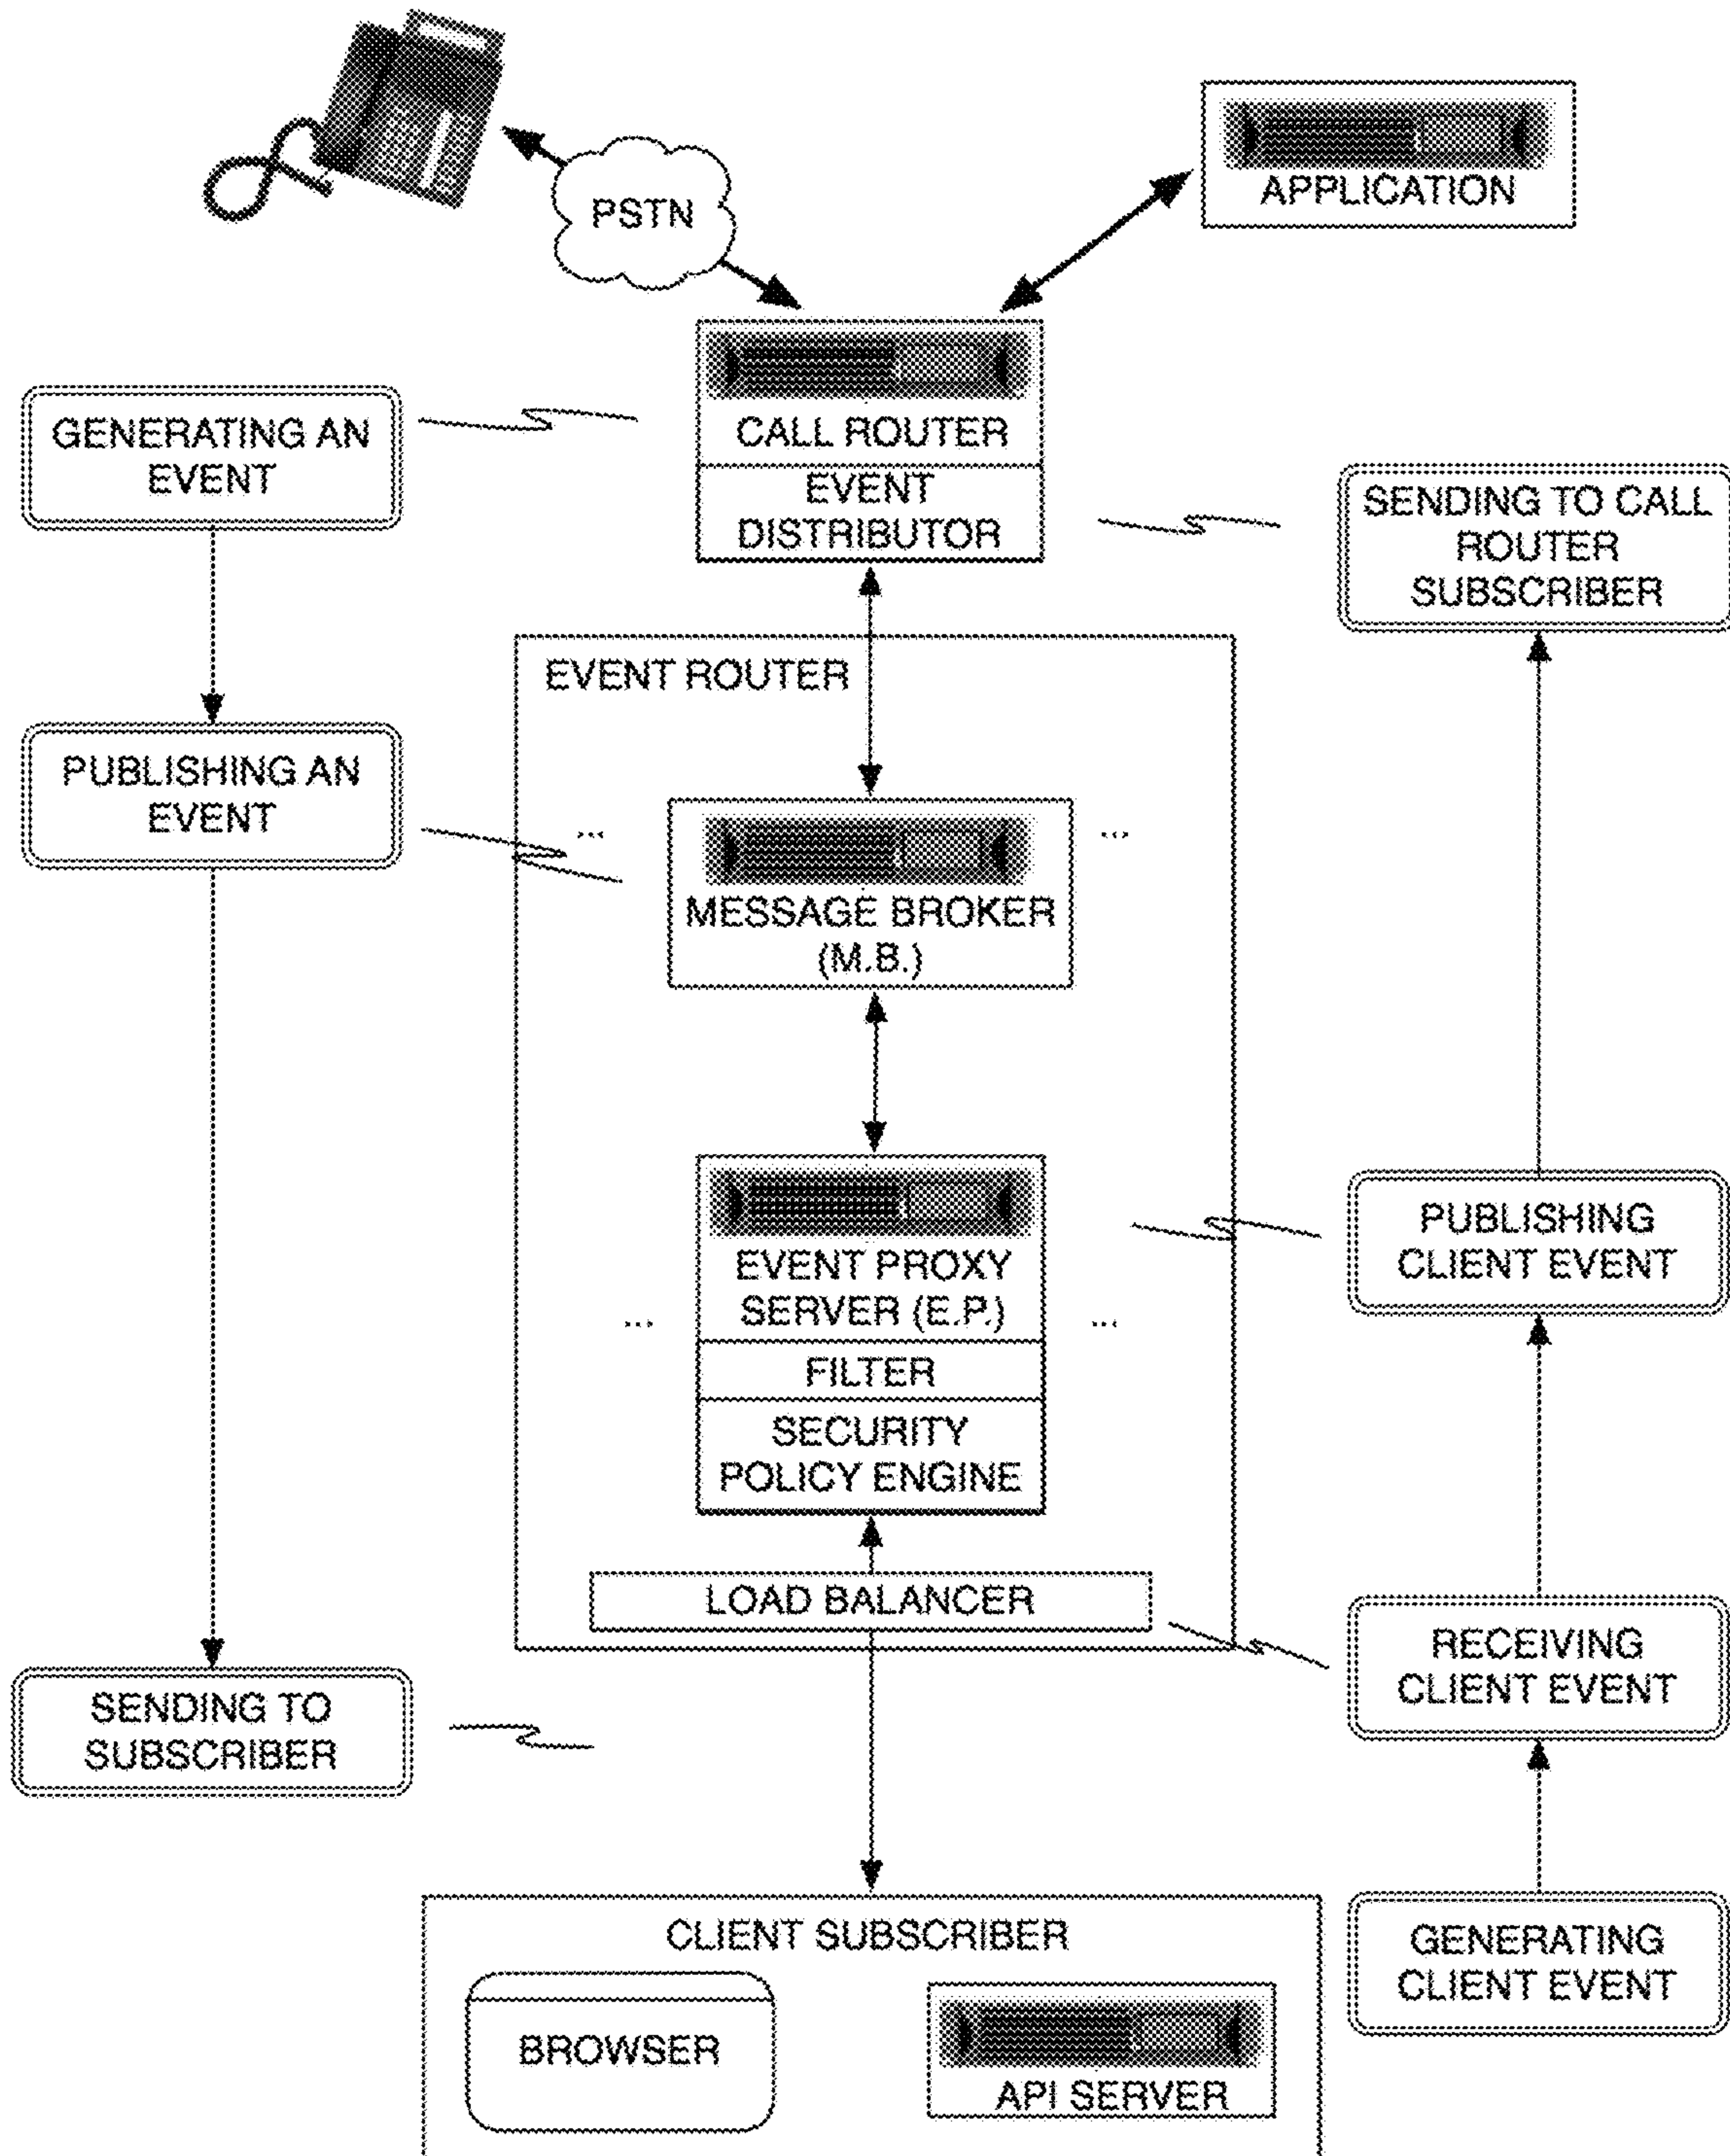 PSTN
APPLICATION
CALL ROUTER
EVENT
DISTRIBUTOR
GENERATING AN
EVENT
SENDING TO CALL
ROUTER
SUBSCRIBER
EVENT ROUTER
PUBLISHING AN
EVENT
...
...
MESSAGE BROKER
(M.B.)
EVENT PROXY
SERVER (E.P.)
...
...
FILTER
SECURITY
POLICY ENGINE
PUBLISHING
CLIENT EVENT
LOAD BALANCER
RECEIVING
CLIENT EVENT
SENDING TO
SUBSCRIBER
CLIENT SUBSCRIBER
BROWSER
API SERVER
GENERATING
CLIENT EVENT